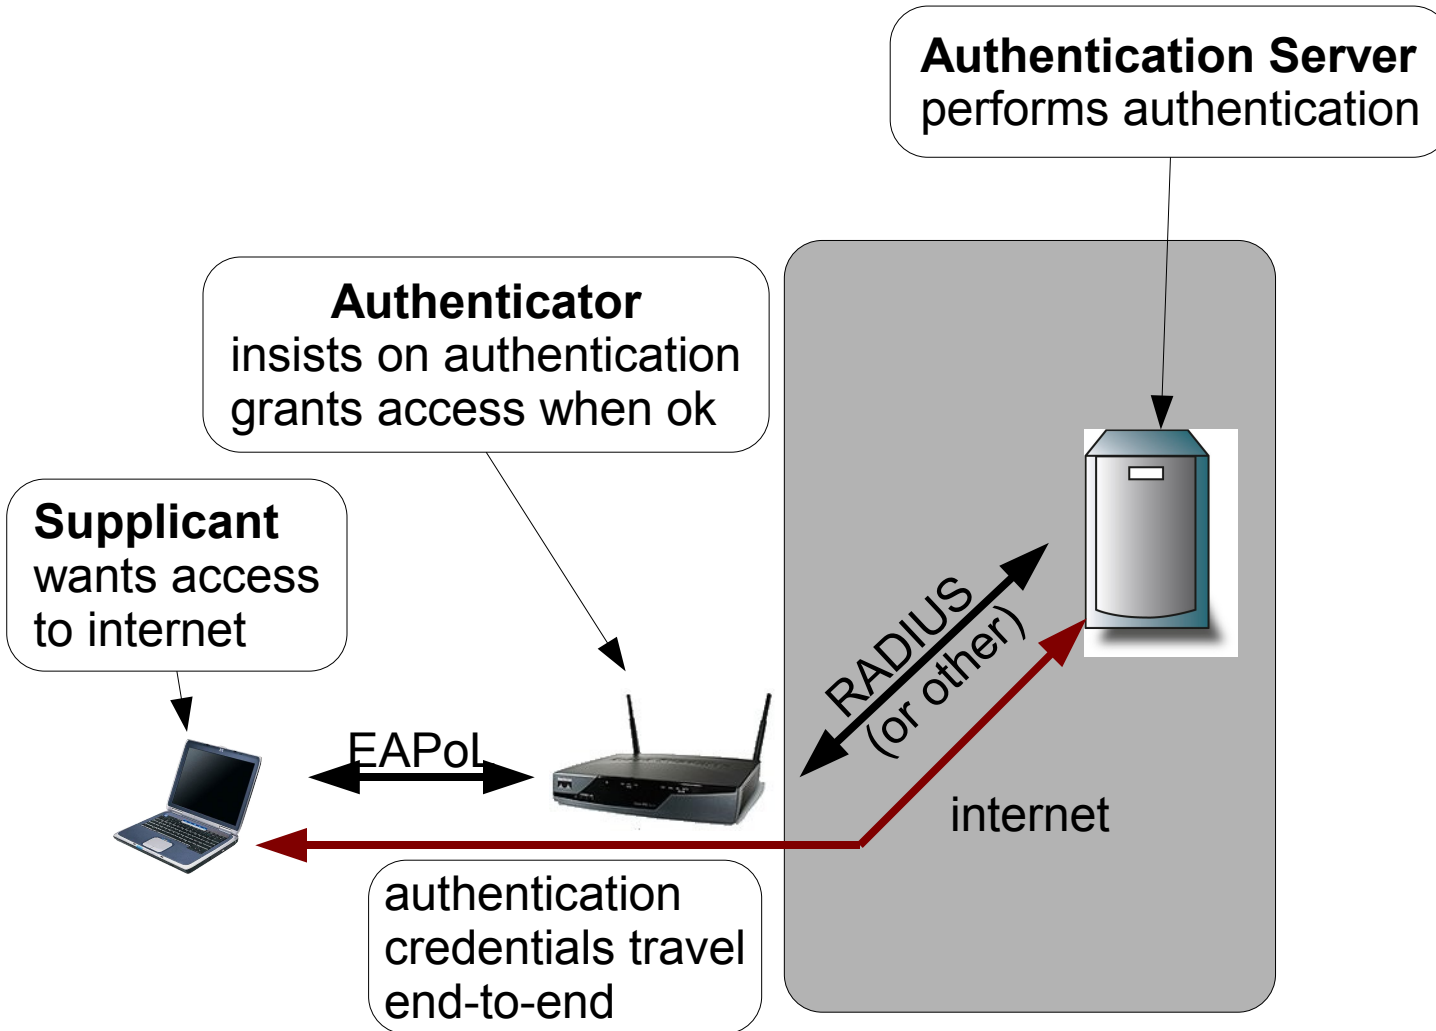 Authentication Server
performs authentication
Authenticator
insists on authentication
grants access when ok
Supplicant
wants access
to internet
EAPoL
RADIUS
(or other)
internet
authentication
credentials travel
end-to-end